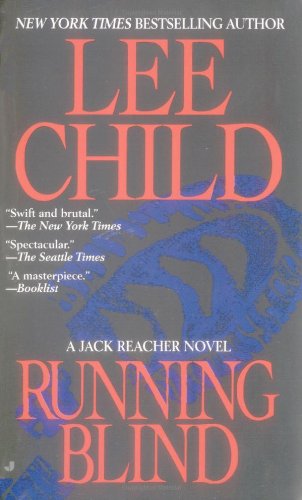 NEW YORK TIMES BESTSELLING AUTHOR
LEE
CHILD
"Swift and brutal."
—The New York Times
"Spectacular."
—The Seattle Times
"A masterpiece."
—Booklist
A JACK REACHER NOVEL
RUNNING
BLIND
J